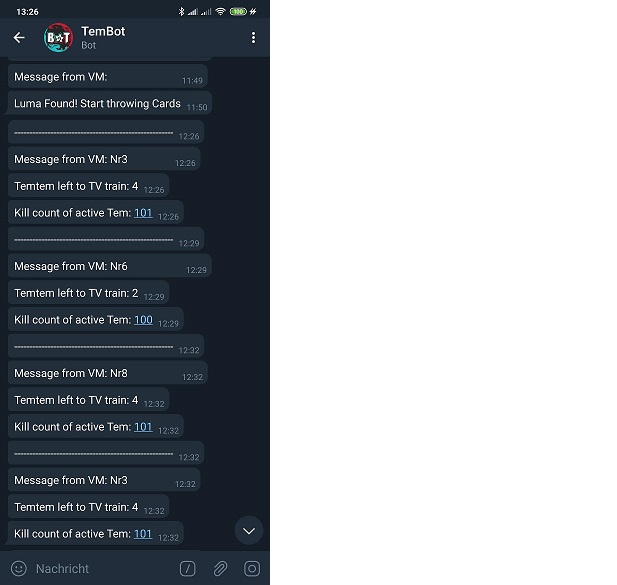 13:26
100
BOT
TemBot
Bot
Message from VM:
11:49
Luma Found! Start throwing Cards 11:50
-------------------------------------------------- 12:26
Message from VM: Nr3 12:26
Temtem left to TV train: 4 12:26
Kill count of active Tem: 101 12:26
-------------------------------------------------- 12:29
Message from VM: Nr6 12:29
Temtem left to TV train: 2 12:29
Kill count of active Tem: 100 12:29
-------------------------------------------------- 12:32
Message from VM: Nr8 12:32
Temtem left to TV train: 4 12:32
Kill count of active Tem: 101 12:32
-------------------------------------------------- 12:32
Message from VM: Nr3 12:32
Temtem left to TV train: 4 12:32
Kill count of active Tem: 101 12:32
Nachricht